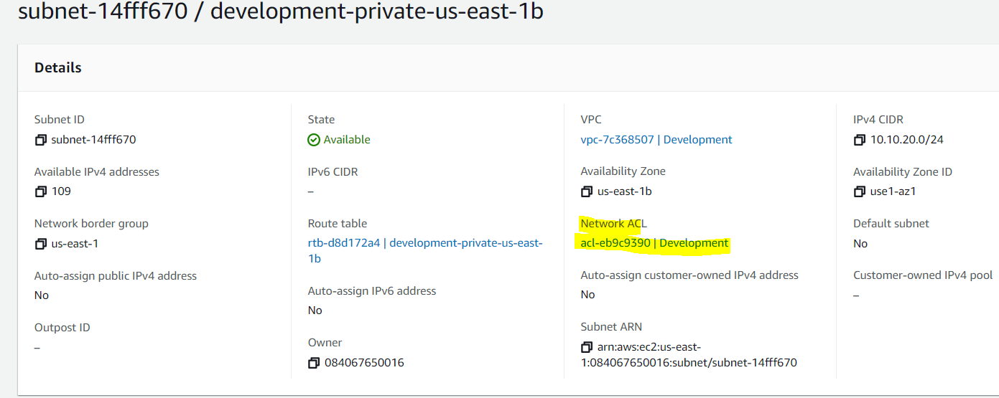 subnet-14fff670 / development-private-us-east-1b
Details
Subnet ID
subnet-14fff670
Available IPv4 addresses
109
Network border group
us-east-1
Auto-assign public IPv4 address
No
Outpost ID
–
State
Available
IPv6 CIDR
–
Route table
rtb-d8d172a4 | development-private-us-east-
1b
Auto-assign IPv6 address
No
Owner
084067650016
VPC
vpc-7c368507 | Development
Availability Zone
us-east-1b
Network ACL
acl-eb9c9390 | Development
Auto-assign customer-owned IPv4 address
No
Subnet ARN
arn:aws:ec2:us-east-
1:084067650016:subnet/subnet-14fff670
IPv4 CIDR
10.10.20.0/24
Availability Zone ID
use1-az1
Default subnet
No
Customer-owned IPv4 pool
–